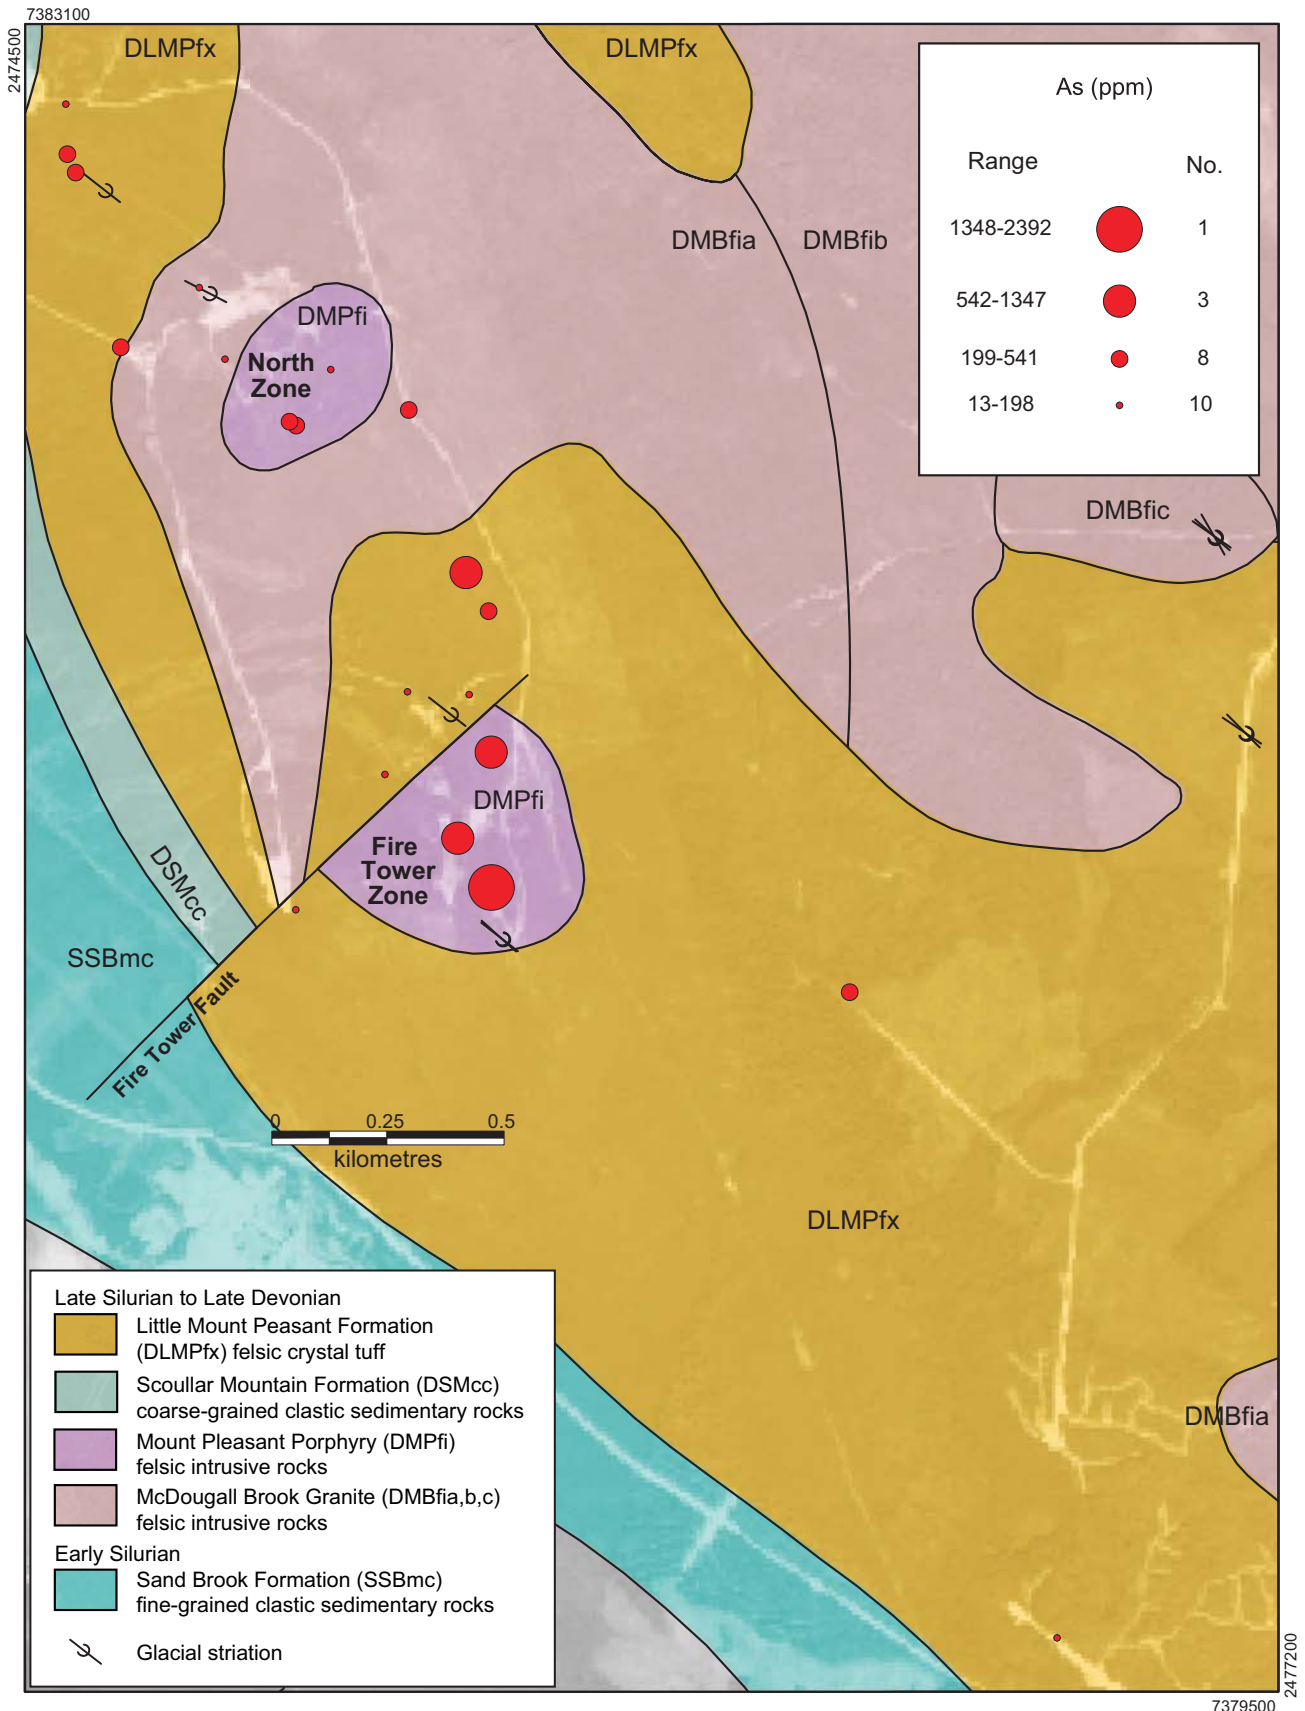 7383100
2474500
DLMPfx
DLMPfx
As (ppm)
Range
No.
1348-2392
1
542-1347
3
199-541
8
13-198
10
DMBfia
DMBfib
DMPfi
North
Zone
DMBfic
DMPfi
Fire
Tower
Zone
DSMcc
SSBmc
Fire Tower Fault
0
0.25
0.5
kilometres
DLMPfx
DMBfia
Late Silurian to Late Devonian
Little Mount Peasant Formation
(DLMPfx) felsic crystal tuff
Scoullar Mountain Formation (DSMcc)
coarse-grained clastic sedimentary rocks
Mount Pleasant Porphyry (DMPfi)
felsic intrusive rocks
McDougall Brook Granite (DMBfia,b,c)
felsic intrusive rocks
Early Silurian
Sand Brook Formation (SSBmc)
fine-grained clastic sedimentary rocks
Glacial striation
2477200
7379500